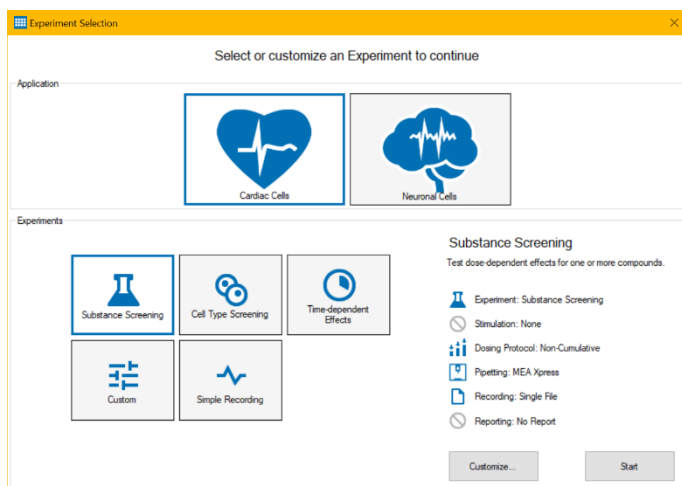 Experiment Selection
Select or customize an Experiment to continue
Application
Cardiac Cells
Neuronal Cells
Experiments
Substance Screening
Cell Type Screening
Time-dependent
Effects
Custom
Simple Recording
Substance Screening
Test dose-dependent effects for one or more compounds.
Experiment: Substance Screening
Stimulation: None
Dosing Protocol: Non-Cumulative
Pipetting: MEA Xpress
Recording: Single File
Reporting: No Report
Customize...
Start